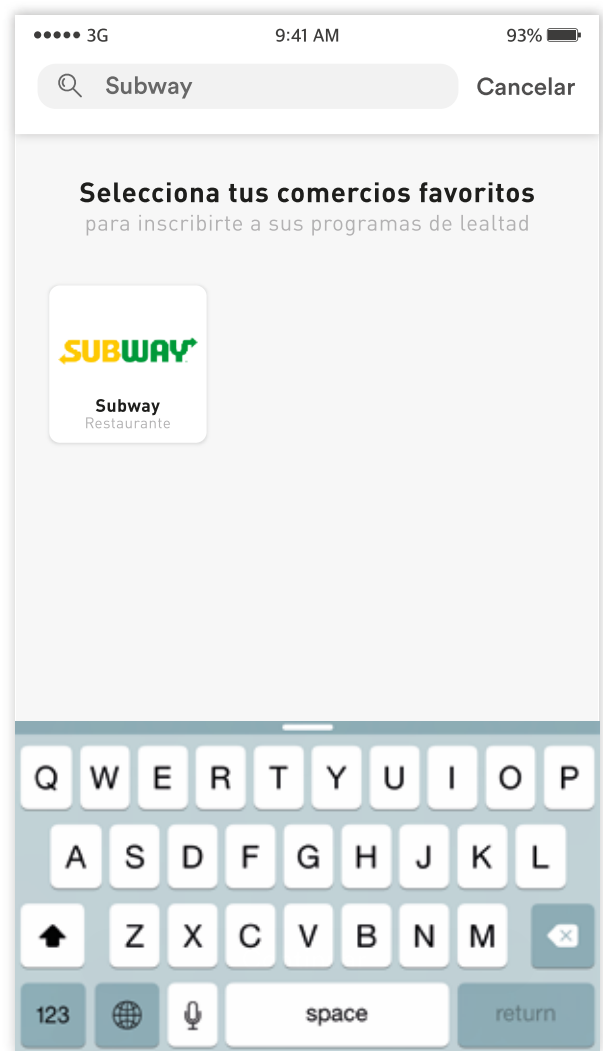 3G 9:41 AM 93%
Subway Cancelar
Selecciona tus comercios favoritos
para inscribirte a sus programas de lealtad
SUBWAY
Subway
Restaurante
Q W E R T Y U I O P
A S D F G H J K L
Z X C V B N M
123 space return